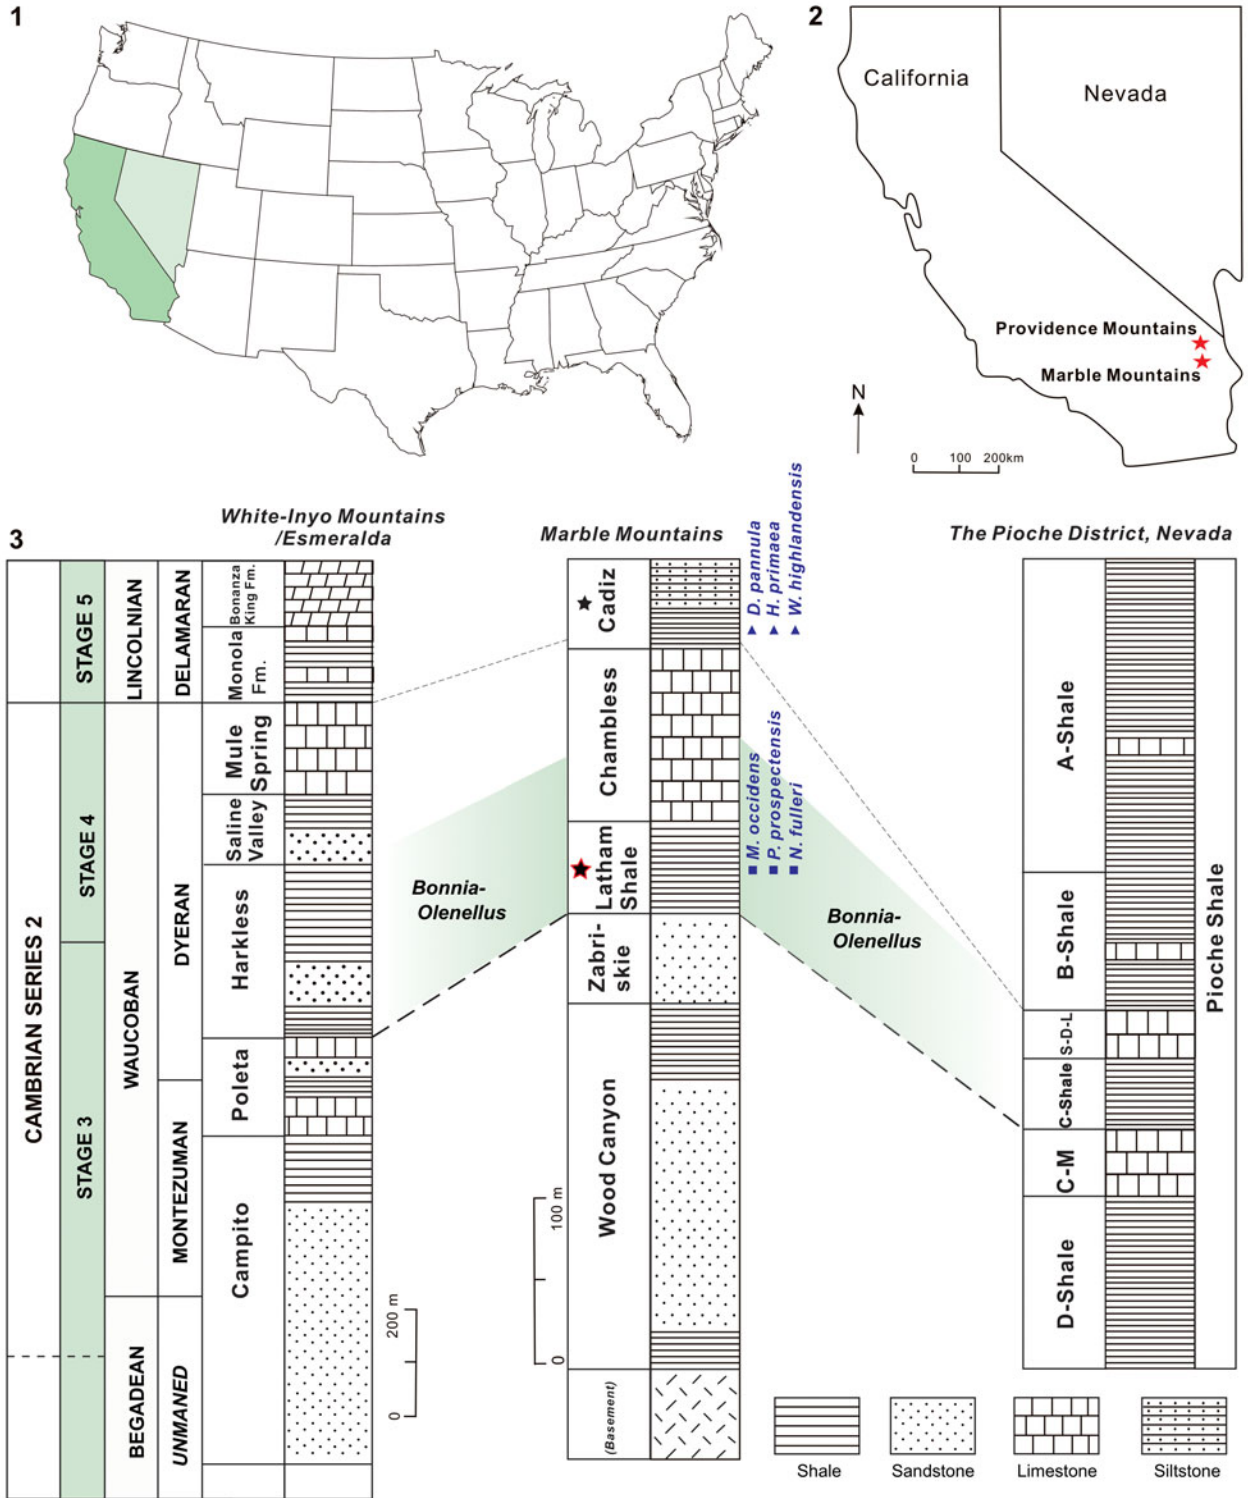 1
2
California
Nevada
Providence Mountains
Marble Mountains
N
0 100 200km
3
White-Inyo Mountains
/Esmeralda
Marble Mountains
The Pioche District, Nevada
CAMBRIAN SERIES 2
STAGE 5
STAGE 4
STAGE 3
LINCOLNIAN
WAUCOBAN
BEGADEAN
DELAMARAN
DYERAN
MONTEZUMAN
UNMANED
Bonanza
King Fm.
Monola
Fm.
Mule
Spring
Saline
Valley
Harkless
Poleta
Campito
200 m
0
Bonnia-
Olenellus
Cadiz
Chambless
Latham
Shale
Zabri-
skie
Wood Canyon
(Basement)
100 m
0
D. pannula
H. primaea
W. highlandensis
M. occidens
P. prospectensis
N. fulleri
Bonnia-
Olenellus
A-Shale
B-Shale
S-D-L
C-Shale
C-M
D-Shale
Pioche Shale
Shale
Sandstone
Limestone
Siltstone